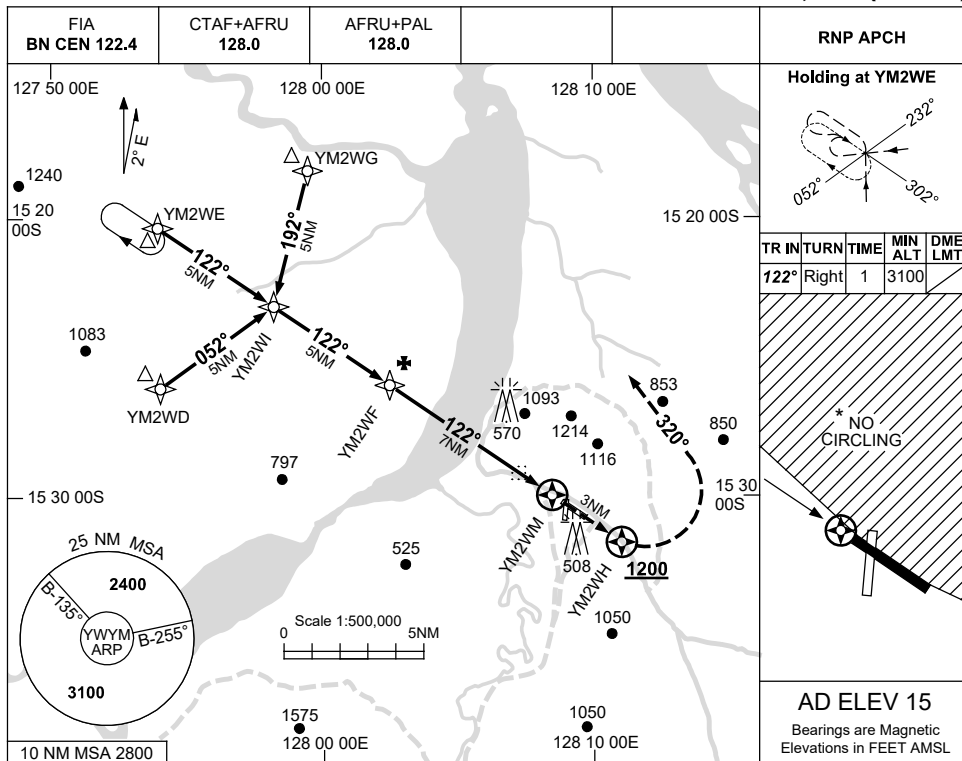 FIA
BN CEN 122.4
CTAF+AFRU
128.0
AFRU+PAL
128.0
RNP APCH
127 50 00E
128 00 00E
128 10 00E
Holding at YM2WE
232°
052°
302°
2° E
YM2WG
1240
15 20
00S
YM2WE
192°
5NM
15 20 00S
122°
5NM
TR IN TURN TIME MIN ALT DME LMT
122° Right 1 3100
1083
052°
5NM
YM2WI
122°
5NM
YM2WD
YM2WF
570
1093
1214
1116
853
850
320°
* NO
CIRCLING
122°
7NM
797
15 30 00S
15 30
00S
3NM
YM2WM
508
YM2WH
1200
25 NM MSA
2400
B-135°
B-255°
YWYM
ARP
3100
525
Scale 1:500,000
0 5NM
1050
1575
1050
AD ELEV 15
Bearings are Magnetic
Elevations in FEET AMSL
10 NM MSA 2800
128 00 00E
128 10 00E